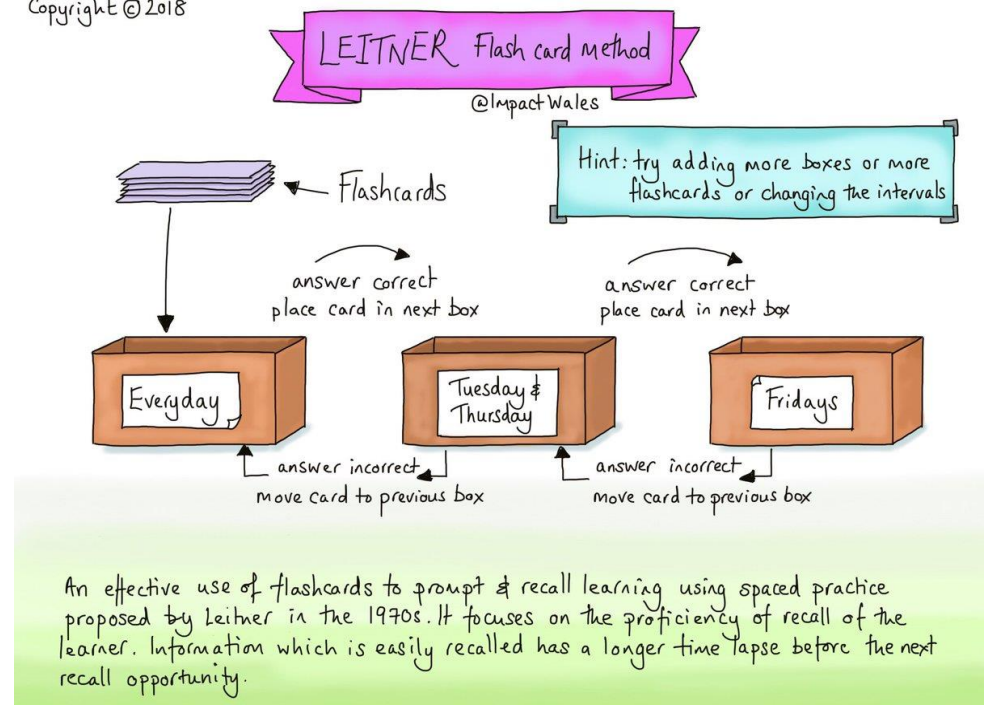 Copyright © 2018
LEITNER Flash card method
@ImpactWales
Hint: try adding more boxes or more
flashcards or changing the intervals
Flashcards
answer correct
place card in next box
answer correct
place card in next box
Everyday
Tuesday &
Thursday
Fridays
answer incorrect
move card to previous box
answer incorrect
move card to previous box
An effective use of flashcards to prompt & recall learning using spaced practice
proposed by Leitner in the 1970s. It focuses on the proficiency of recall of the
learner. Information which is easily recalled has a longer time lapse before the next
recall opportunity.